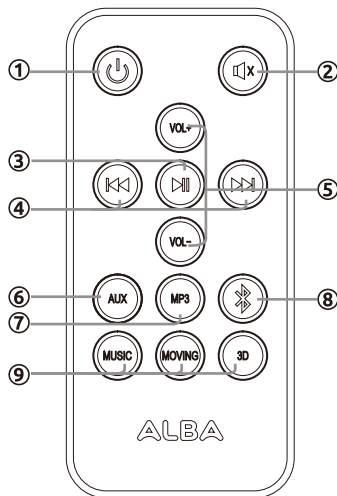 ① ②
VOL+
③
⑤
④
VOL-
⑥ AUX MP3 ⑧
⑦
MUSIC MOVING 3D
⑨
ALBA